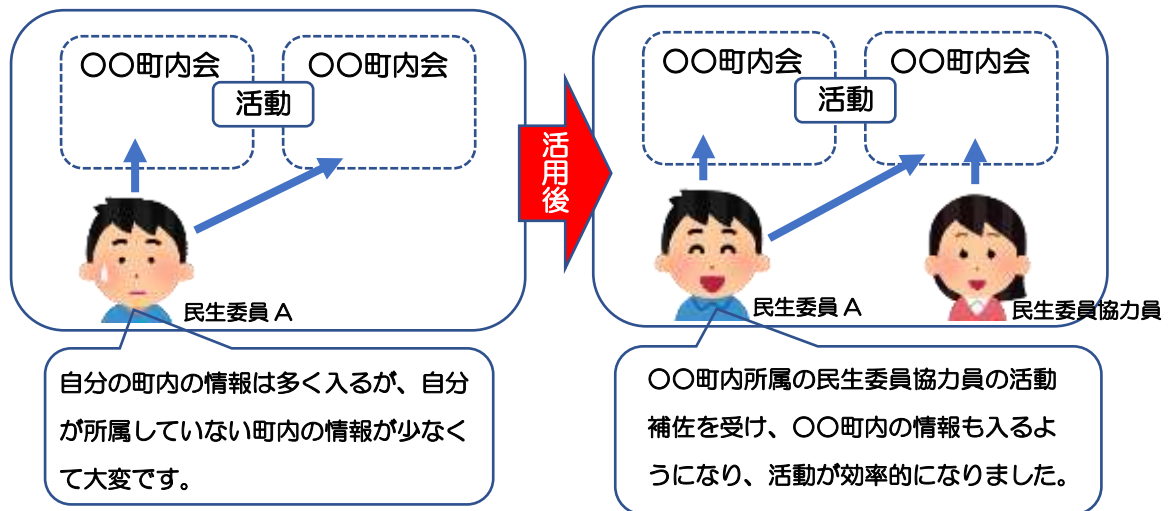 〇〇町内会
〇〇町内会
活動
民生委員 A
自分の町内の情報は多く入るが、自分
が所属していない町内の情報が少なく
て大変です。
活用後
〇〇町内会
〇〇町内会
活動
民生委員 A
民生委員協力員
〇〇町内所属の民生委員協力員の活動
補佐を受け、〇〇町内の情報も入るよ
うになり、活動が効率的になりました。